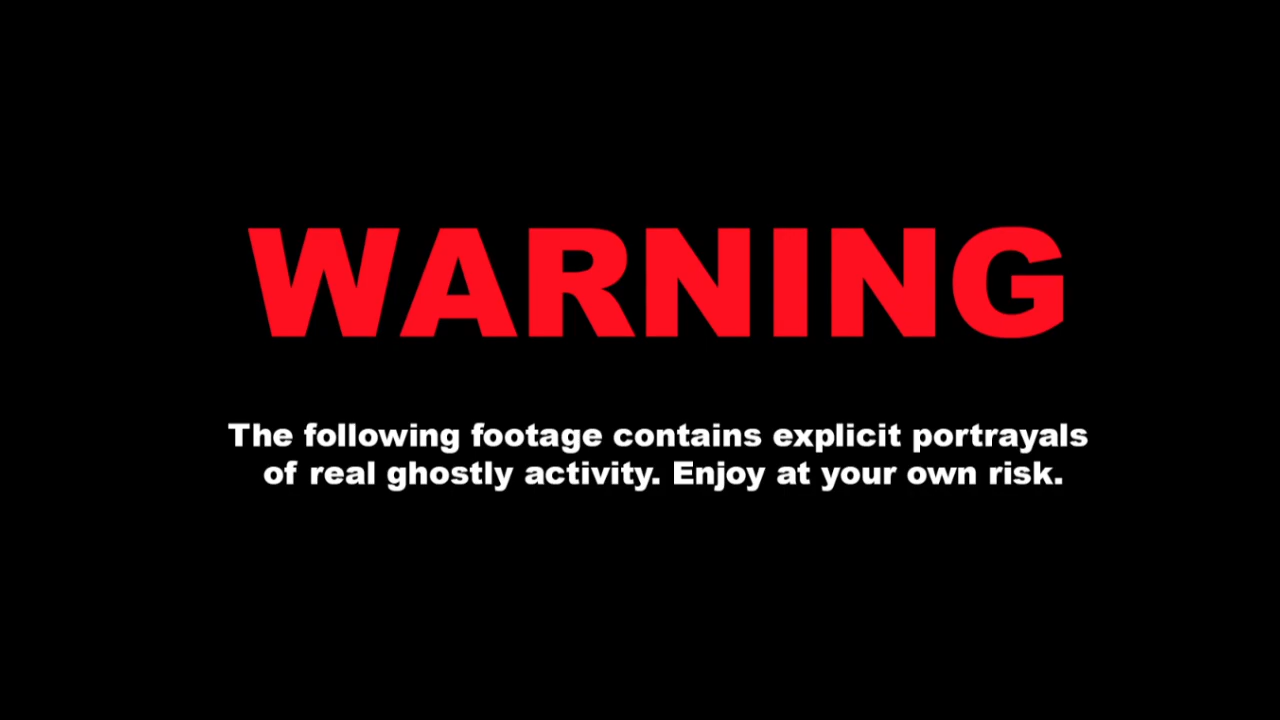 WARNING
The following footage contains explicit portrayals
of real ghostly activity. Enjoy at your own risk.